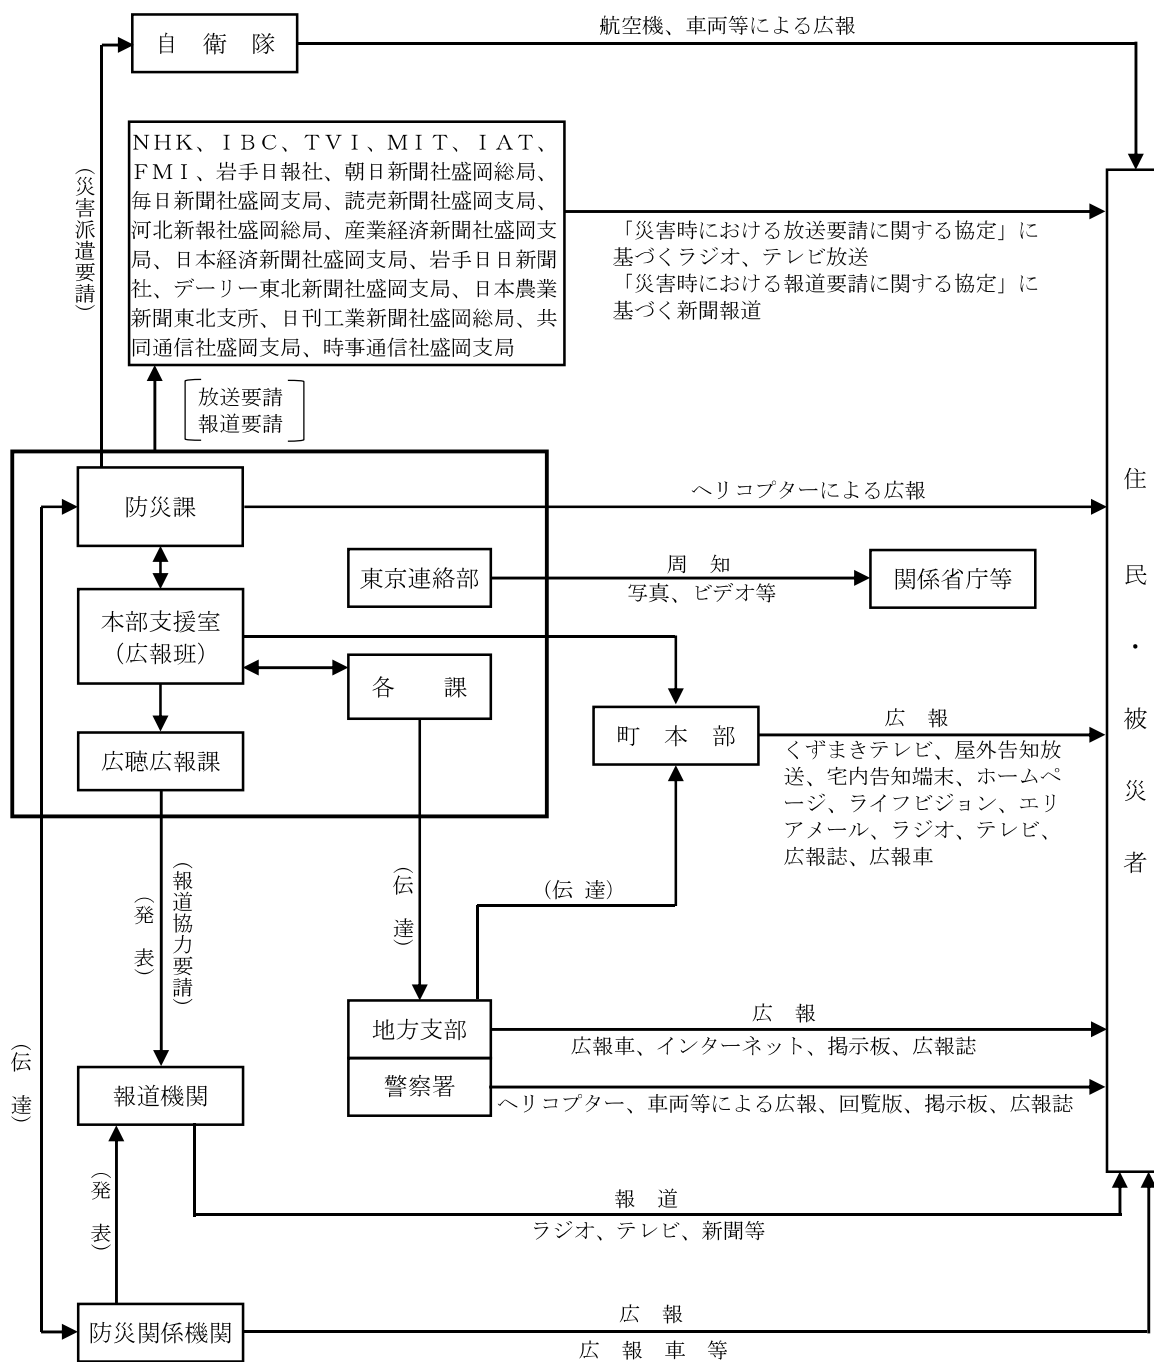 航空機、車両等による広報
自　衛　隊
（災害派遣要請）
NHK、ＩＢＣ、ＴＶＩ、ＭＩＴ、ＩＡＴ、
ＦＭＩ、岩手日報社、朝日新聞社盛岡総局、
毎日新聞社盛岡支局、読売新聞社盛岡支局、
河北新報社盛岡総局、産業経済新聞社盛岡支
局、日本経済新聞社盛岡支局、岩手日日新聞
社、デーリー東北新聞社盛岡支局、日本農業
新聞東北支所、日刊工業新聞社盛岡総局、共
同通信社盛岡支局、時事通信社盛岡支局
「災害時における放送要請に関する協定」に
基づくラジオ、テレビ放送
「災害時における報道要請に関する協定」に
基づく新聞報道
放送要請
報道要請
防災課
ヘリコプターによる広報
住民・被災者
東京連絡部
周　知
写真、ビデオ等
関係省庁等
本部支援室
（広報班）
各　　課
広聴広報課
町　本　部
広　報
くずまきテレビ、屋外告知放
送、宅内告知端末、ホームペ
ージ、ライフビジョン、エリ
アメール、ラジオ、テレビ、
広報誌、広報車
（報道協力要請）
（発　表）
（伝　達）
（伝 達）
地方支部
広　報
広報車、インターネット、掲示板、広報誌
警察署
ヘリコプター、車両等による広報、回覧版、掲示板、広報誌
（伝　達）
報道機関
（発　表）
報　道
ラジオ、テレビ、新聞等
防災関係機関
広　報
広　報　車　等